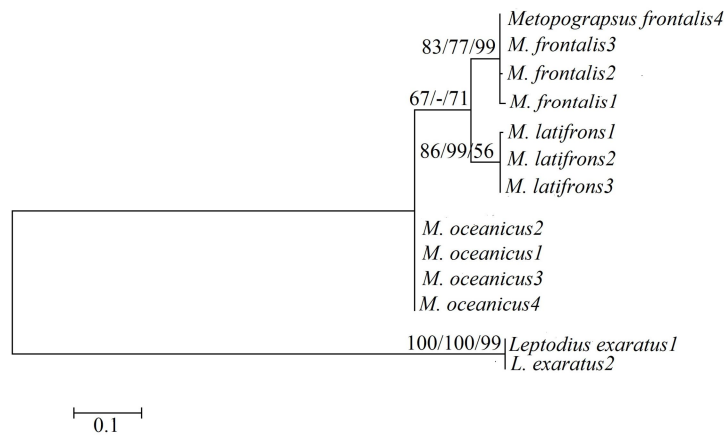 Metopograpsus frontalis4
83/77/99
M. frontalis3
M. frontalis2
67/-/71
M. frontalis1
M. latifrons1
86/99/56
M. latifrons2
M. latifrons3
M. oceanicus2
M. oceanicus1
M. oceanicus3
M. oceanicus4
100/100/99
Leptodius exaratus1
L. exaratus2
0.1